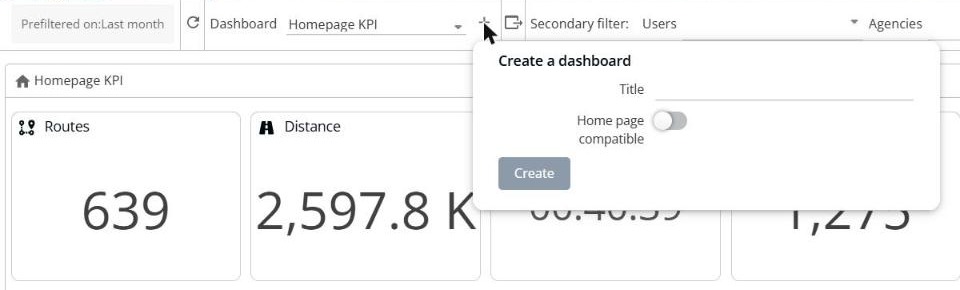 Prefiltered on:Last month
Dashboard
Homepage KPI
Secondary filter:
Users
Agencies
Create a dashboard
Title
Home page
compatible
Create
Homepage KPI
Routes
639
Distance
2,597.8 K